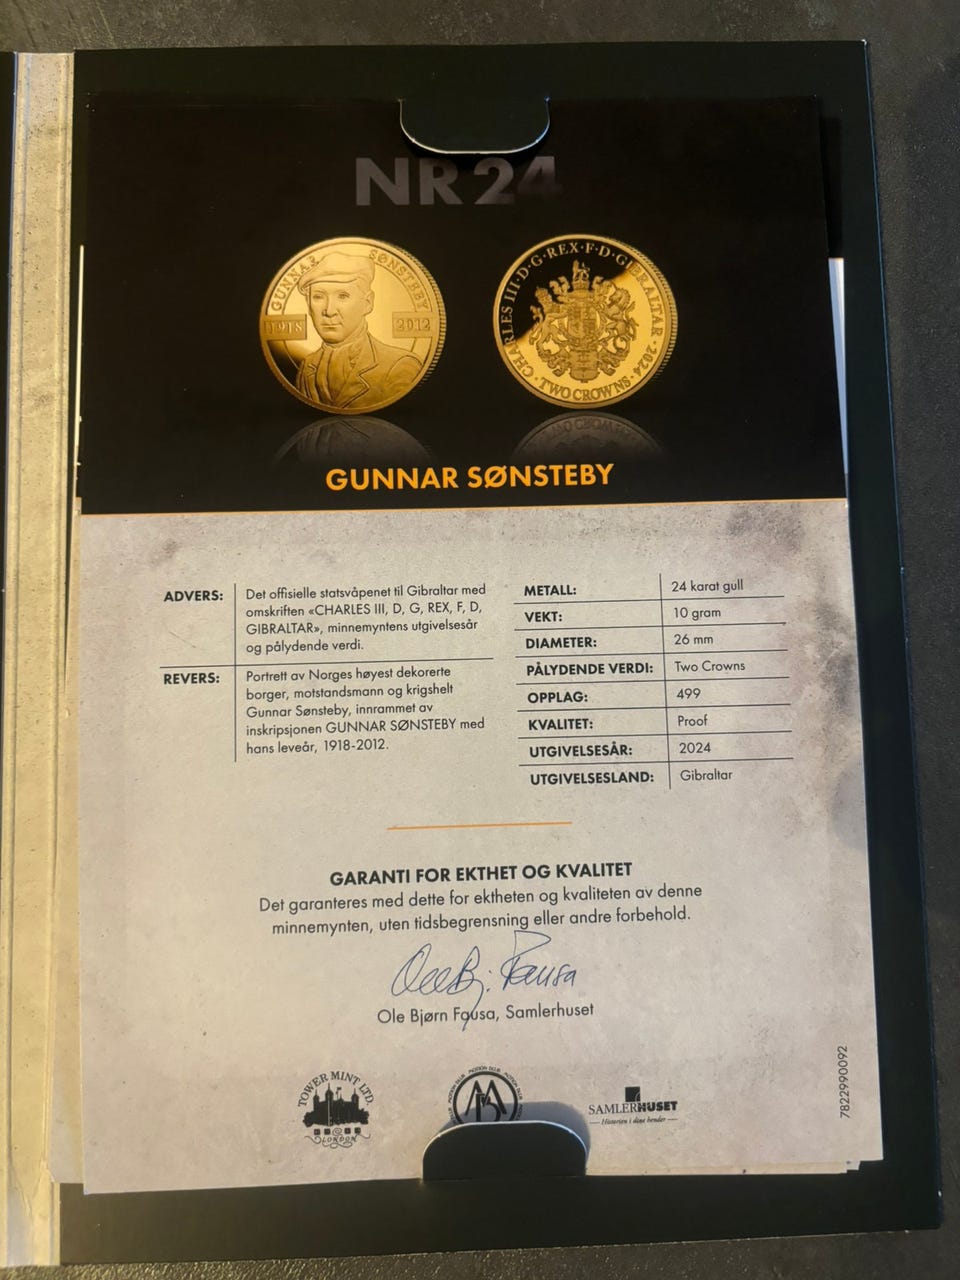 NR 24
GUNNAR SØNSTEBY
1918
2012
CHARLES III·D·G·REX·F·D·GIBRALTAR·2024
·TWO CROWNS·
GUNNAR SØNSTEBY
ADVERS:
Det offisielle statsvåpenet til Gibraltar med
omskriften «CHARLES III, D, G, REX, F, D,
GIBRALTAR», minnemyntens utgivelsesår
og pålydende verdi.
REVERS:
Portrett av Norges høyest dekorerte
borger, motstandsmann og krigshelt
Gunnar Sønsteby, innrammet av
inskripsjonen GUNNAR SØNSTEBY med
hans leveår, 1918-2012.
METALL: 24 karat gull
VEKT: 10 gram
DIAMETER: 26 mm
PÅLYDENDE VERDI: Two Crowns
OPPLAG: 499
KVALITET: Proof
UTGIVELSESÅR: 2024
UTGIVELSESLAND: Gibraltar
GARANTI FOR EKTHET OG KVALITET
Det garanteres med dette for ektheten og kvaliteten av denne
minnemynten, uten tidsbegrensning eller andre forbehold.
Ole Bj. Fausa
Ole Bjørn Fausa, Samlerhuset
TOWER MINT LTD.
LONDON
MOTION BLUR
SAMLERHUSET
Historien i dine hender
7822990092